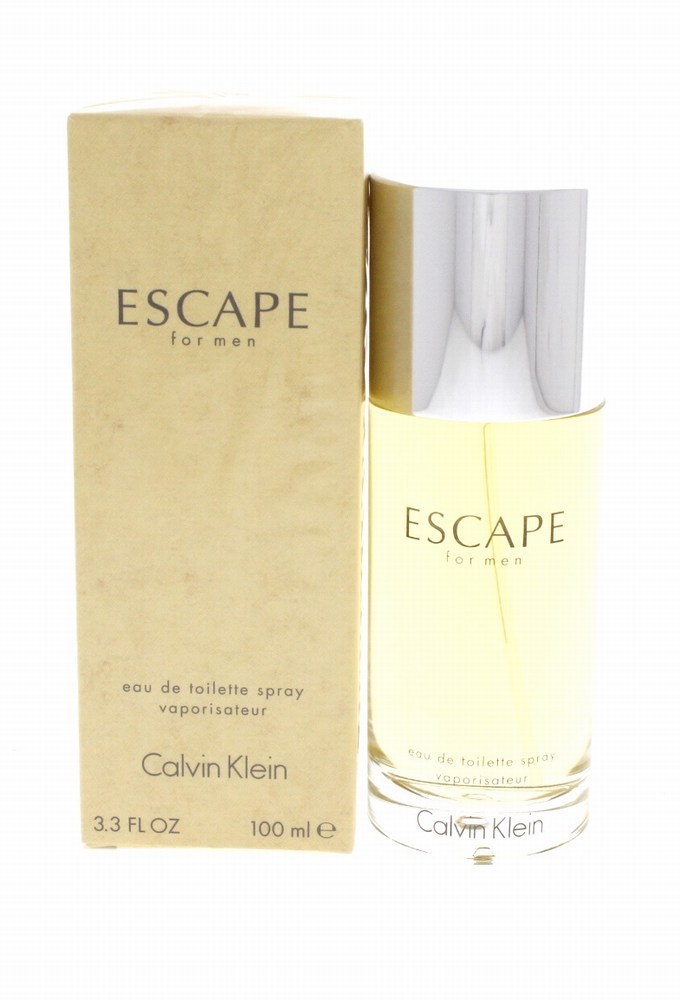 ESCAPE
for men
eau de toilette spray
vaporisateur
Calvin Klein
3.3 FL OZ 100 ml ℮
ESCAPE
for men
eau de toilette spray
vaporisateur
Calvin Klein